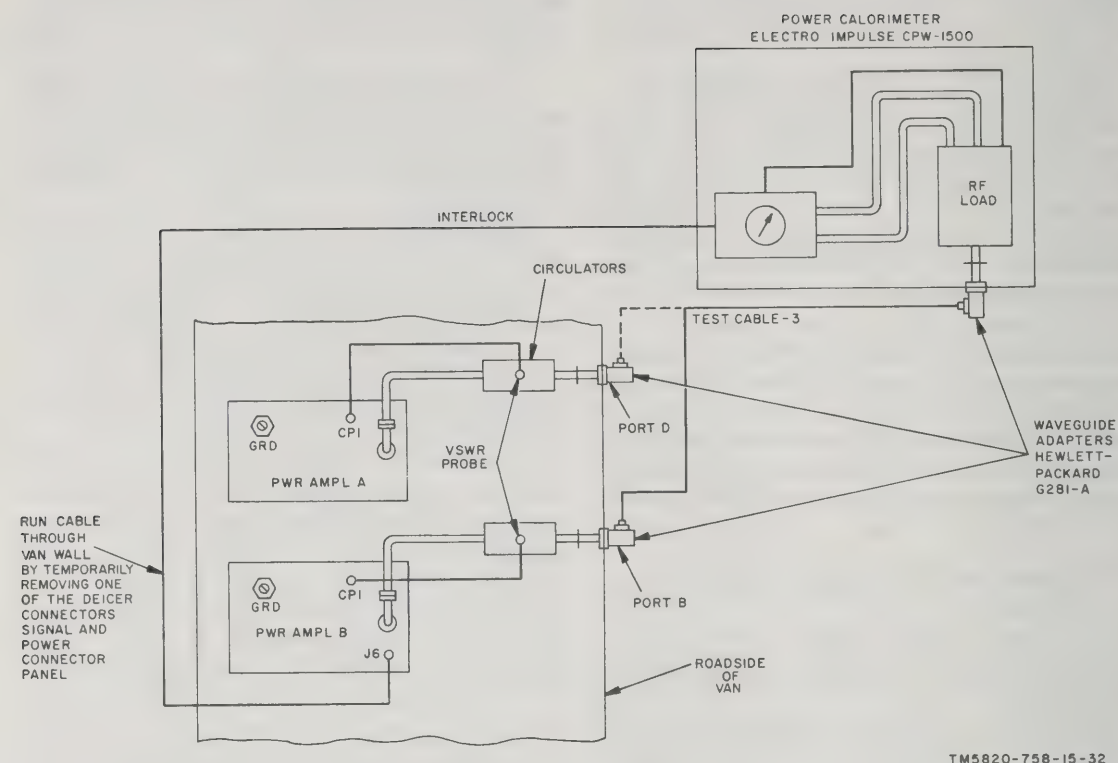 POWER CALORIMETER
ELECTRO IMPULSE CPW-1500
RF
LOAD
INTERLOCK
CIRCULATORS
TEST CABLE-3
GRD
CPI
PWR AMPL A
VSWR
PROBE
PORT D
WAVEGUIDE
ADAPTERS
HEWLETT-
PACKARD
G281-A
RUN CABLE
THROUGH
VAN WALL
BY TEMPORARILY
REMOVING ONE
OF THE DEICER
CONNECTORS
SIGNAL AND
POWER
CONNECTOR
PANEL
GRD
CPI
PWR AMPL B
J6
PORT B
ROADSIDE
OF
VAN
TM5820-758-15-32